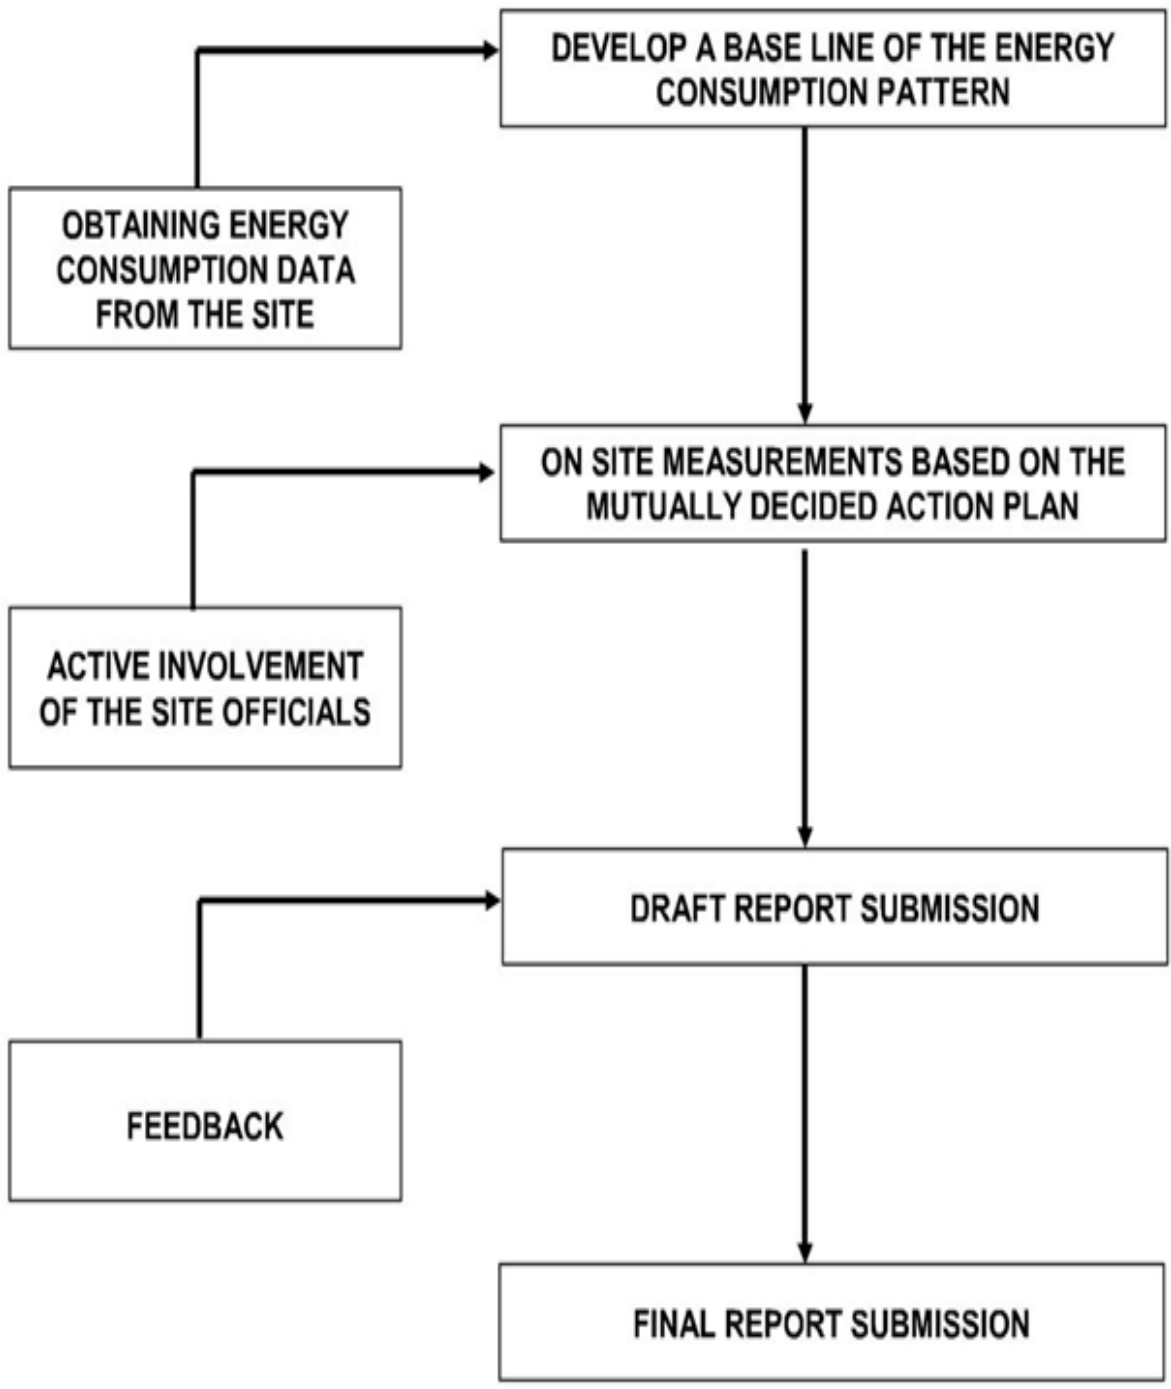 DEVELOP A BASE LINE OF THE ENERGY
CONSUMPTION PATTERN
OBTAINING ENERGY
CONSUMPTION DATA
FROM THE SITE
ON SITE MEASUREMENTS BASED ON THE
MUTUALLY DECIDED ACTION PLAN
ACTIVE INVOLVEMENT
OF THE SITE OFFICIALS
DRAFT REPORT SUBMISSION
FEEDBACK
FINAL REPORT SUBMISSION